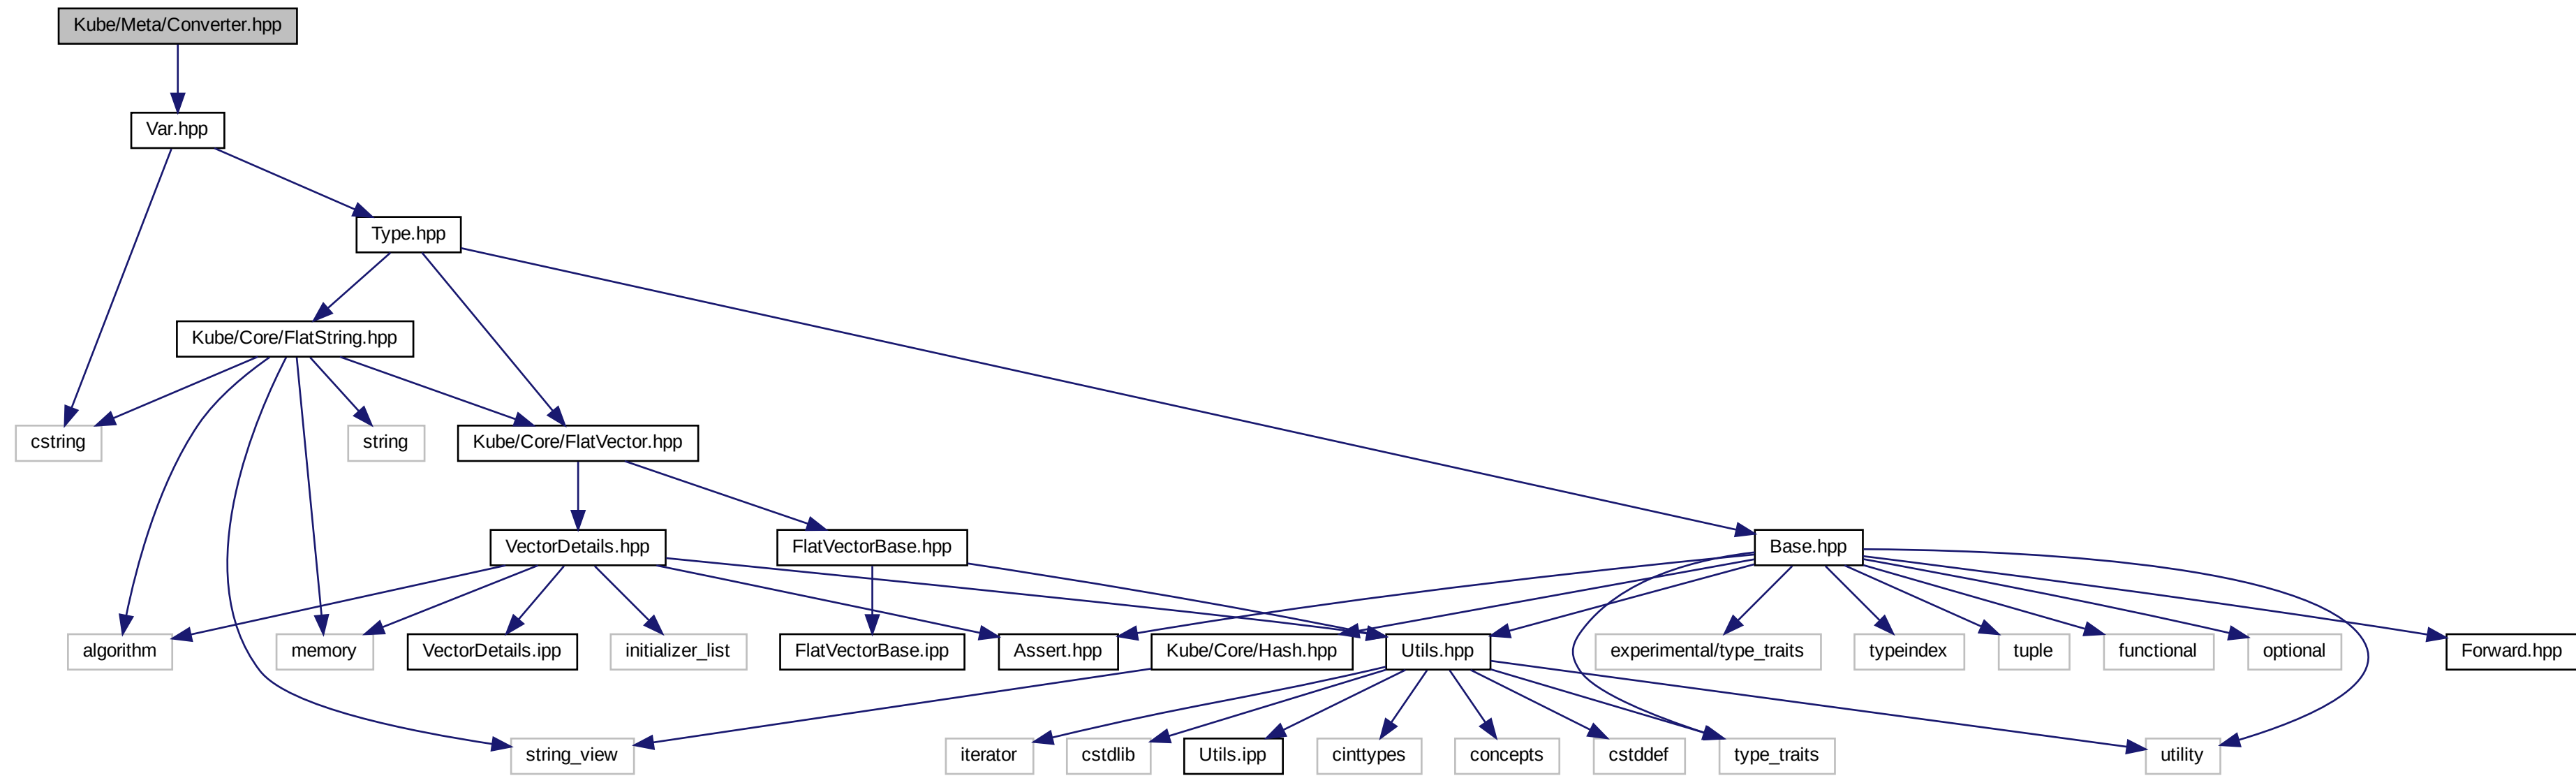 Kube/Meta/Converter.hpp
Var.hpp
Type.hpp
Kube/Core/FlatString.hpp
cstring
string
Kube/Core/FlatVector.hpp
VectorDetails.hpp
FlatVectorBase.hpp
Base.hpp
algorithm
memory
VectorDetails.ipp
initializer_list
FlatVectorBase.ipp
Assert.hpp
Kube/Core/Hash.hpp
Utils.hpp
experimental/type_traits
typeindex
tuple
functional
optional
Forward.hpp
string_view
iterator
cstdlib
Utils.ipp
cinttypes
concepts
cstddef
type_traits
utility